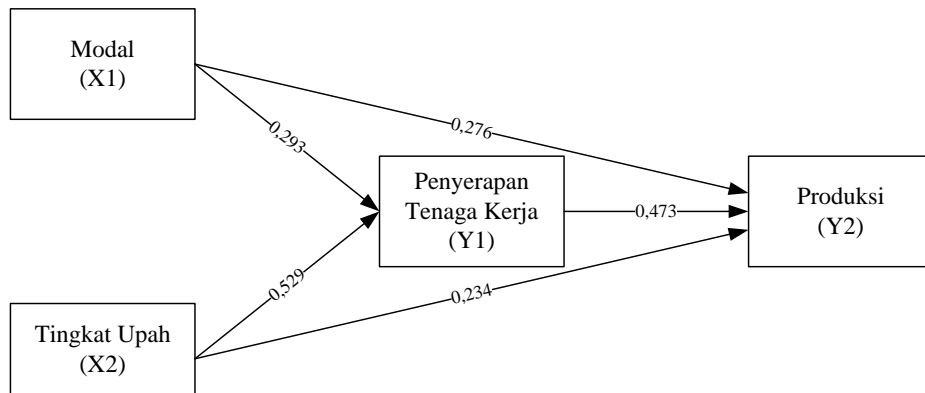 Modal
(X1)
0,276
0,293
Penyerapan
Tenaga Kerja
(Y1)
0,473
Produksi
(Y2)
0,529
0,234
Tingkat Upah
(X2)